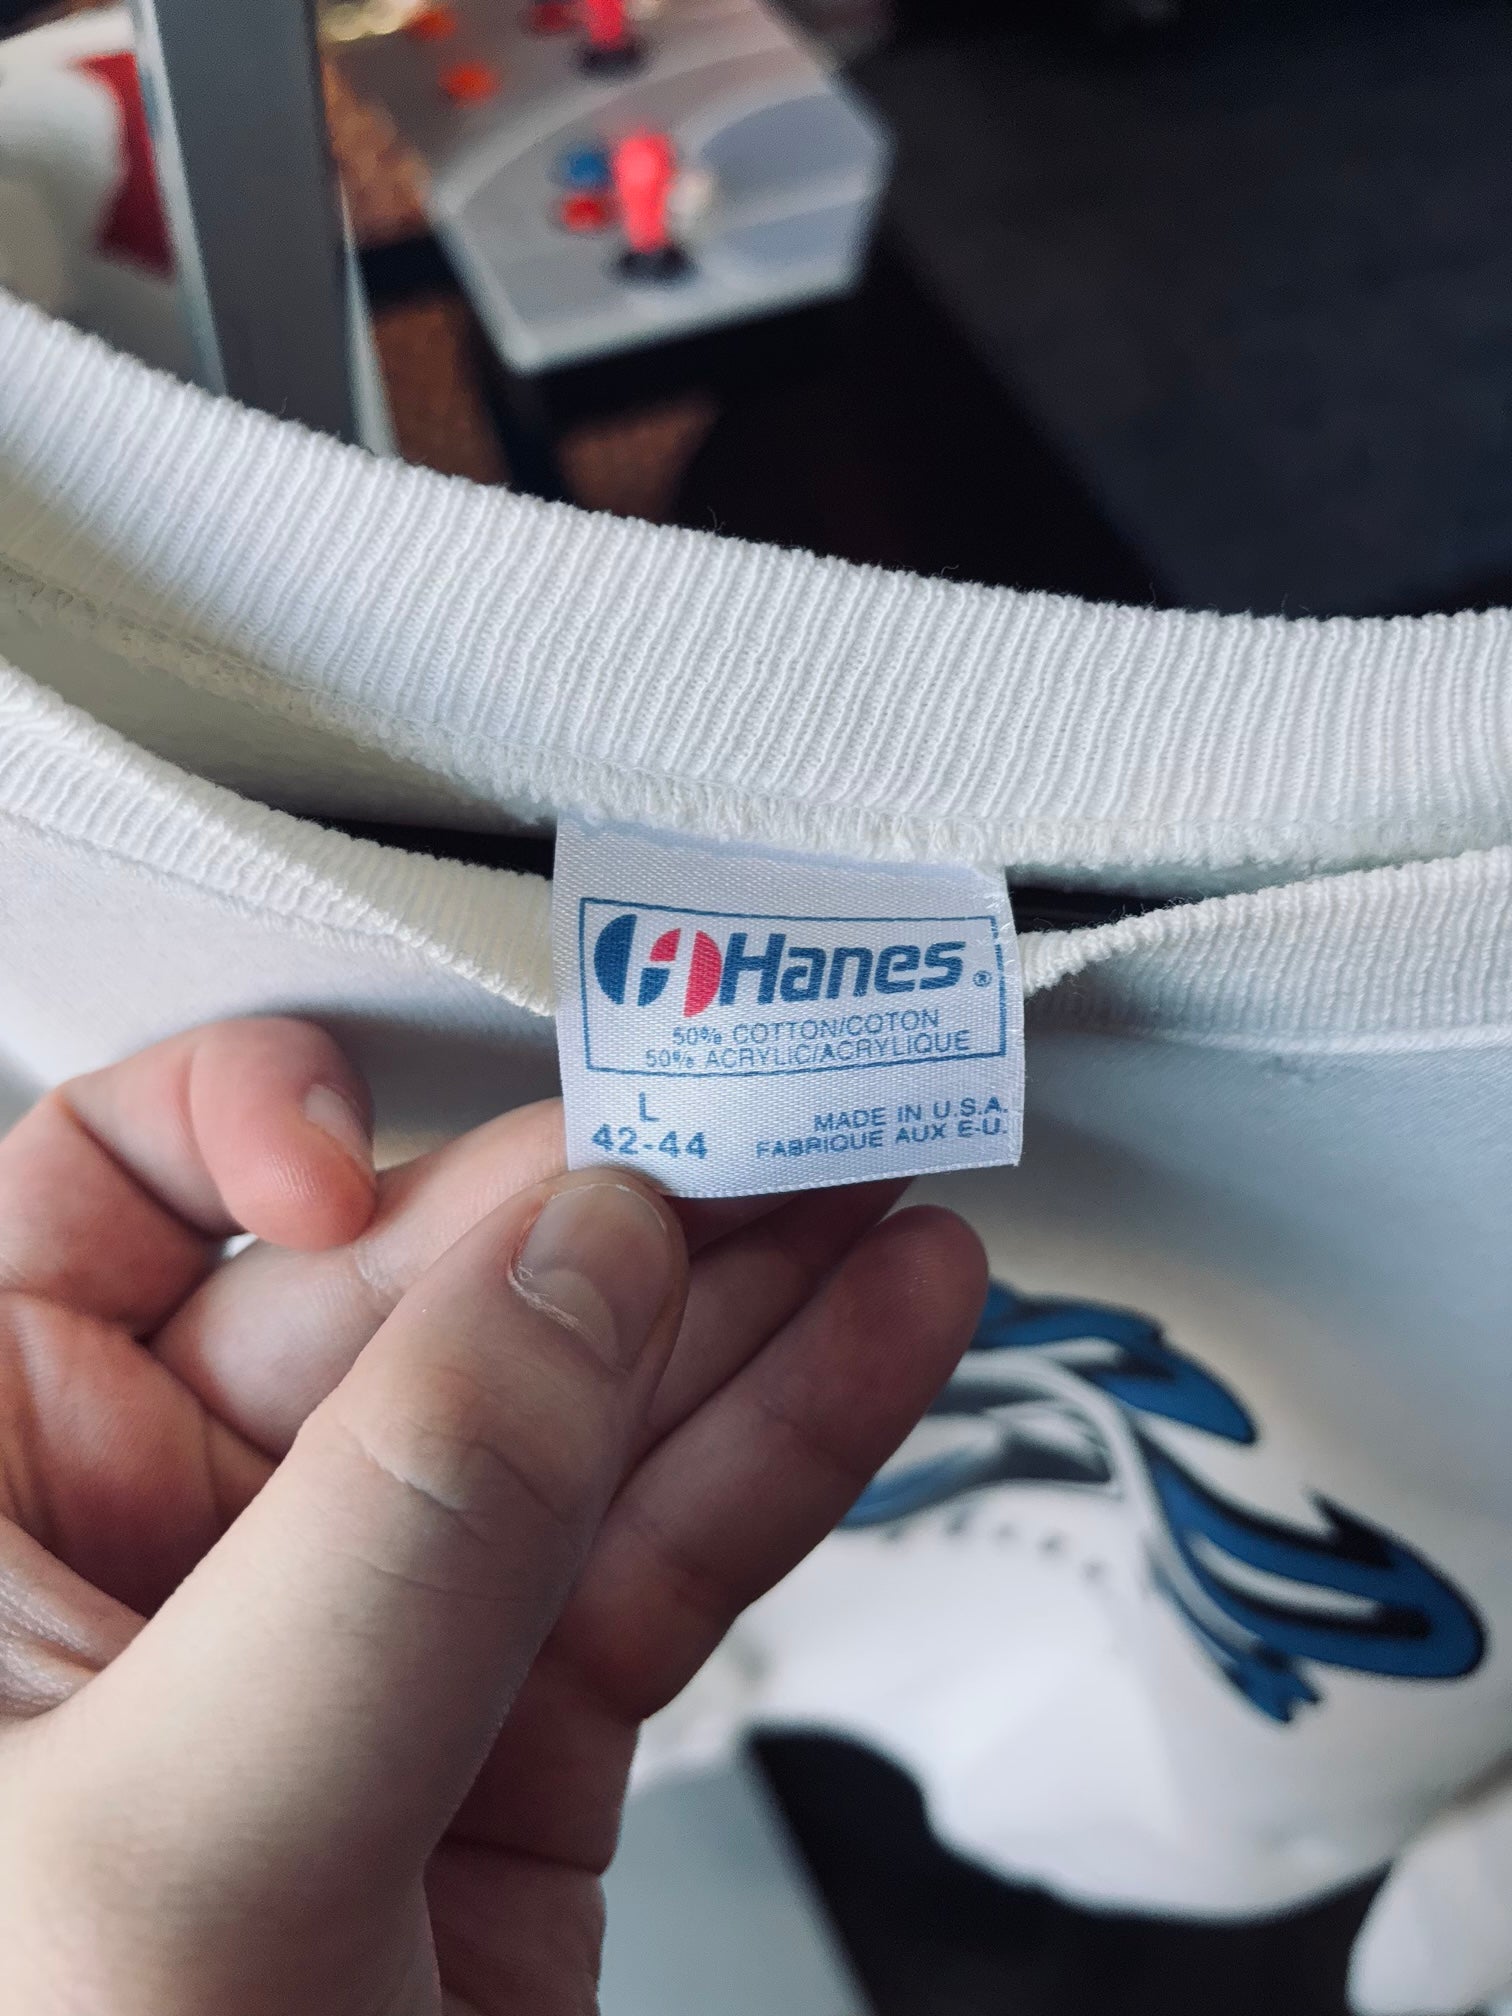 Hanes®
50% COTTON/COTON
50% ACRYLIC/ACRYLIQUE
L
42-44
MADE IN U.S.A.
FABRIQUE AUX E-U.